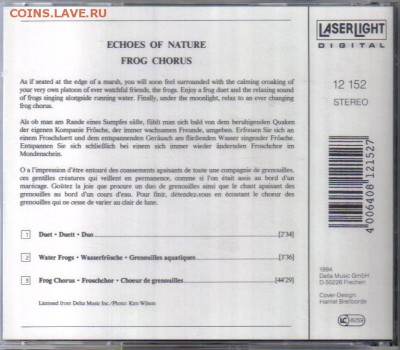 COINS.LAVE.RU
ECHOES OF NATURE
FROG CHORUS
As if seated at the edge of a marsh, you will soon feel surrounded with the calming croaking of
your very own platoon of ever watchful friends, the frogs. Enjoy a frog duet and the relaxing sound
of frogs singing alongside running water. Finally, under the moonlight, relax to an ever changing
frog chorus.
Als ob man am Rande eines Sumpfes säße, fühlt man sich bald von dem beruhigenden Quaken
der eigenen Kompanie Frösche, der immer wachsamen Freunde, umgeben. Erfreuen Sie sich an
einem Froschduett und dem entspannenden Geräusch am fließenden Wasser singender Frösche.
Entspannen Sie sich schließlich bei einem sich immer wieder ändernden Froschchor im
Mondenschein.
O a l'impression d'être entouré des coassements apaisants de toute une compagnie de grenouilles,
ces gentilles créatures qui veillent en permanence, comme si l'on était assis au bord d'un
marécage. Goûtez la joie que procure un duo de grenouilles ainsi que le chant apaisant des
grenouilles au bord d'un cours d'eau. Pour finir, détendez-vous en écoutant le choeur des
grenouilles qui ne cesse de varier au clair de lune.
1 Duet · Duett · Duo [7'34]
2 Water Frogs · Wasserfrösche · Grenouilles aquatiques [3'36]
3 Frog Chorus · Froschchor · Choeur de grenouilles [44'29]
Licensed from Delta Music Inc./Photo: Kim Wilson
LASERLIGHT
DIGITAL
12 152
STEREO
4 006408 121527
1994
Delta Music GmbH
D-50226 Frechen
Cover-Design:
Harriet Breitborde
LC